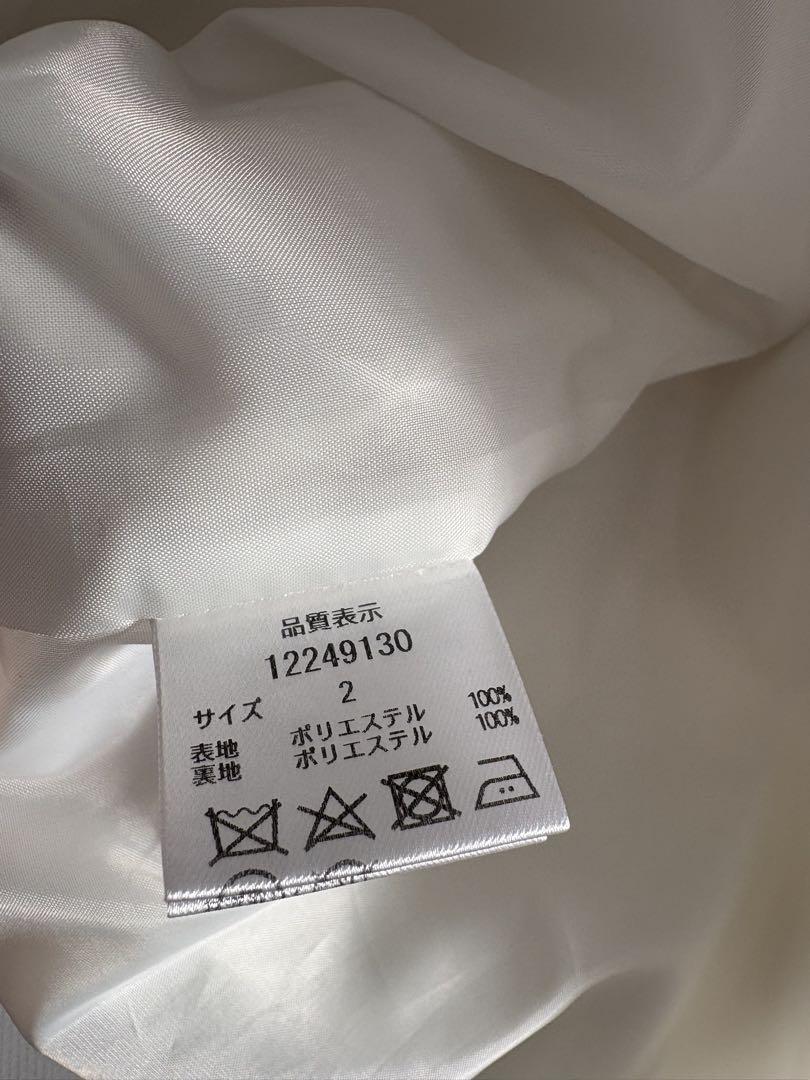 品質表示
12249130
サイズ 2
表地 ポリエステル 100%
裏地 ポリエステル 100%